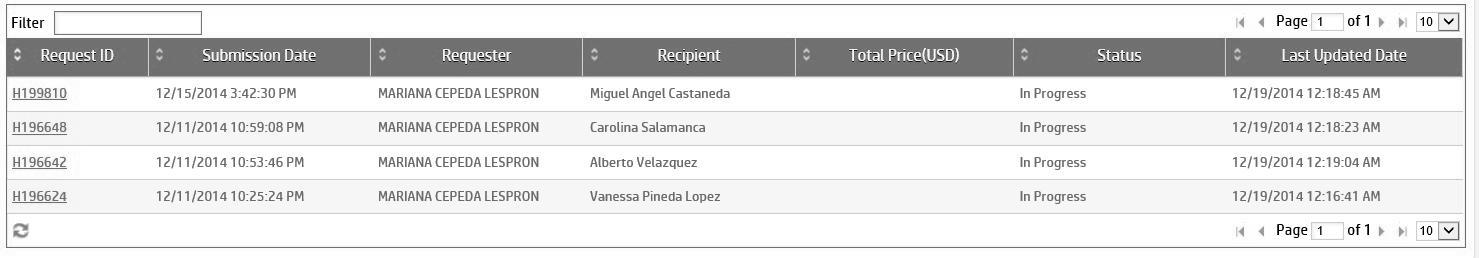 Filter Page 1 of 1 10
Request ID Submission Date Requester Recipient Total Price(USD) Status Last Updated Date
H199810 12/15/2014 3:42:30 PM MARIANA CEPEDA LESPRON Miguel Angel Castaneda In Progress 12/19/2014 12:18:45 AM
H196648 12/11/2014 10:59:08 PM MARIANA CEPEDA LESPRON Carolina Salamanca In Progress 12/19/2014 12:18:23 AM
H196642 12/11/2014 10:53:46 PM MARIANA CEPEDA LESPRON Alberto Velazquez In Progress 12/19/2014 12:19:04 AM
H196624 12/11/2014 10:25:24 PM MARIANA CEPEDA LESPRON Vanessa Pineda Lopez In Progress 12/19/2014 12:16:41 AM
Page 1 of 1 10